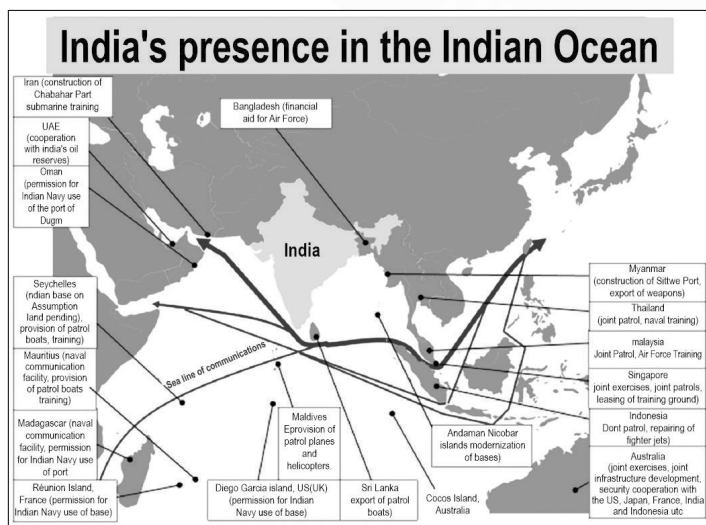 India's presence in the Indian Ocean
Iran (construction of
Chabahar Part
submarine training
UAE
(cooperation
with india's oil
reserves)
Oman
(permission for
Indian Navy use
of the port of
Dugm
Seychelles
(ndian base on
Assumption
land pending),
provision of patrol
boats, training)
Mauritius (naval
communication
facility, provision
of patrol boats
training)
Madagascar (naval
communication
facility, permission
for Indian Navy use
of port)
Réunion Island,
France (permission for
Indian Navy use of base)
Bangladesh (financial
aid for Air Force)
India
Sea line of communications
Diego Garcia island, US(UK)
(permission for Indian
Navy use of base)
Maldives
Eprovision of
patrol planes
and
helicopters.
Sri Lanka
export of patrol
boats)
Cocos Island,
Australia
Andaman Nicobar
islands modernization
of bases)
Myanmar
(construction of Sittwe Port,
export of weapons)
Thailand
(joint patrol, naval training)
malaysia
Joint Patrol, Air Force Training
Singapore
joint exercises, joint patrols,
leasing of training ground)
Indonesia
Dont patrol, repairing of
fighter jets)
Australia
(joint exercises, joint
infrastructure development,
security cooperation with
the US, Japan, France, India
and Indonesia utc